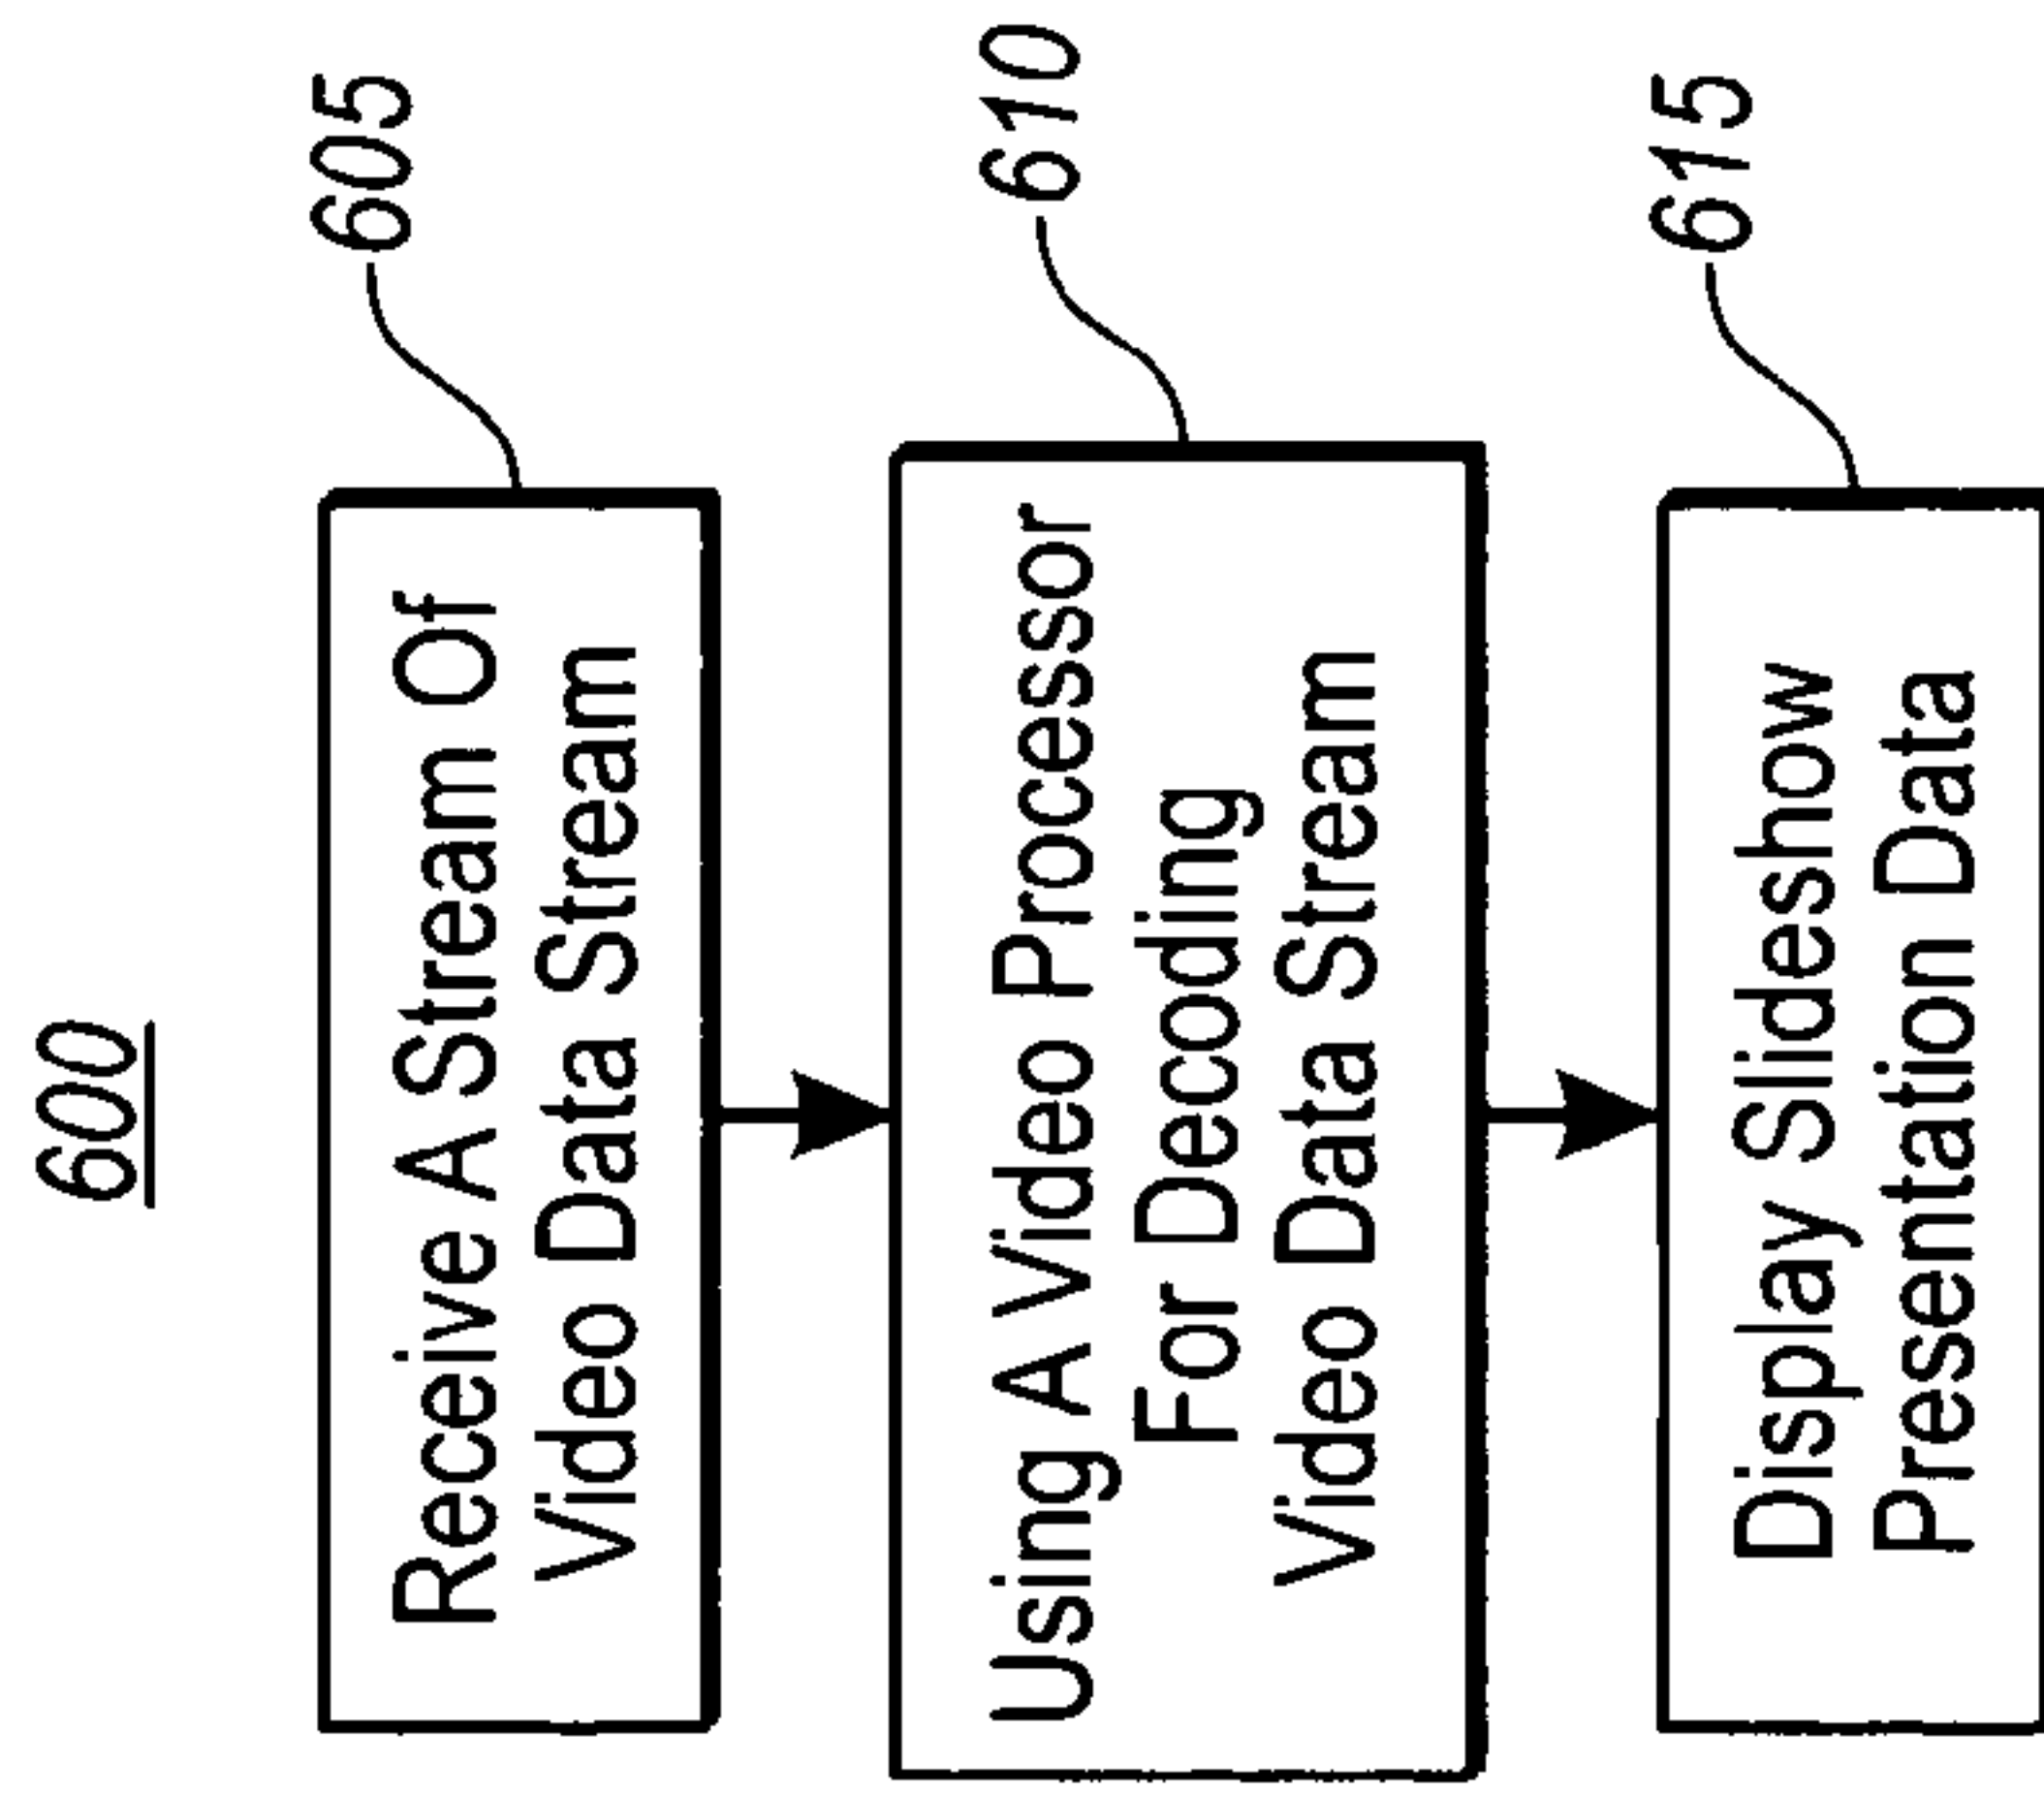 600
605
Receive A Stream Of
Video Data Stream
610
Using A Video Processor
For Decoding
Video Data Stream
615
Display Slideshow
Presentation Data